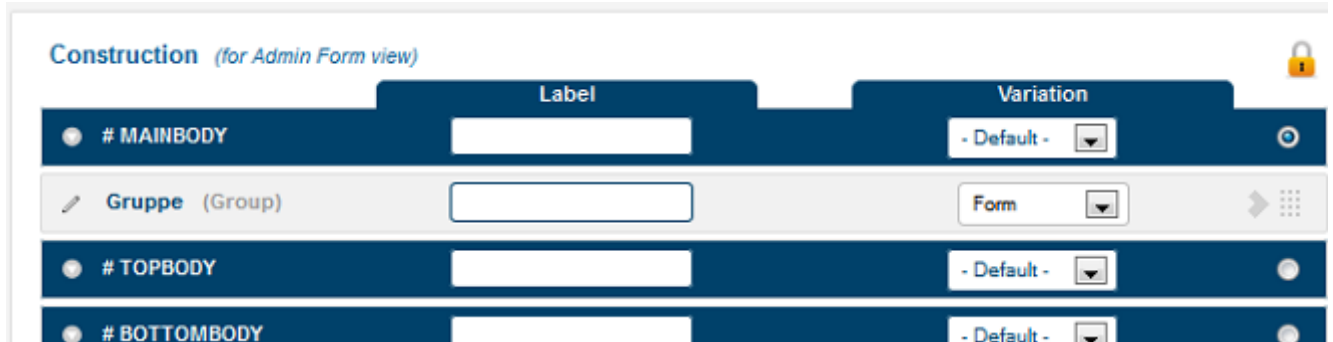 Construction (for Admin Form view)
Label Variation
# MAINBODY - Default -
Gruppe (Group) Form
# TOPBODY - Default -
# BOTTOMBODY - Default -